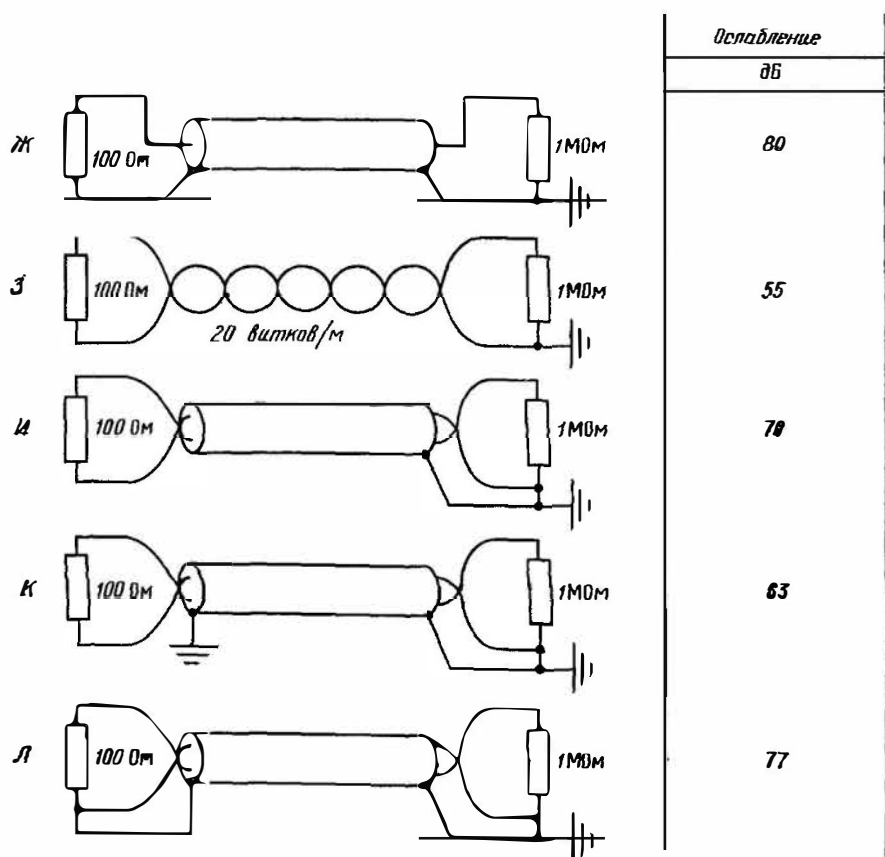 Ослабление
дБ
Ж 100 Ом 1МОм 80
З 100 Ом 1МОм 55
20 витков/м
И 100 Ом 1МОм 70
К 100 Ом 1МОм 63
Л 100 Ом 1МОм 77